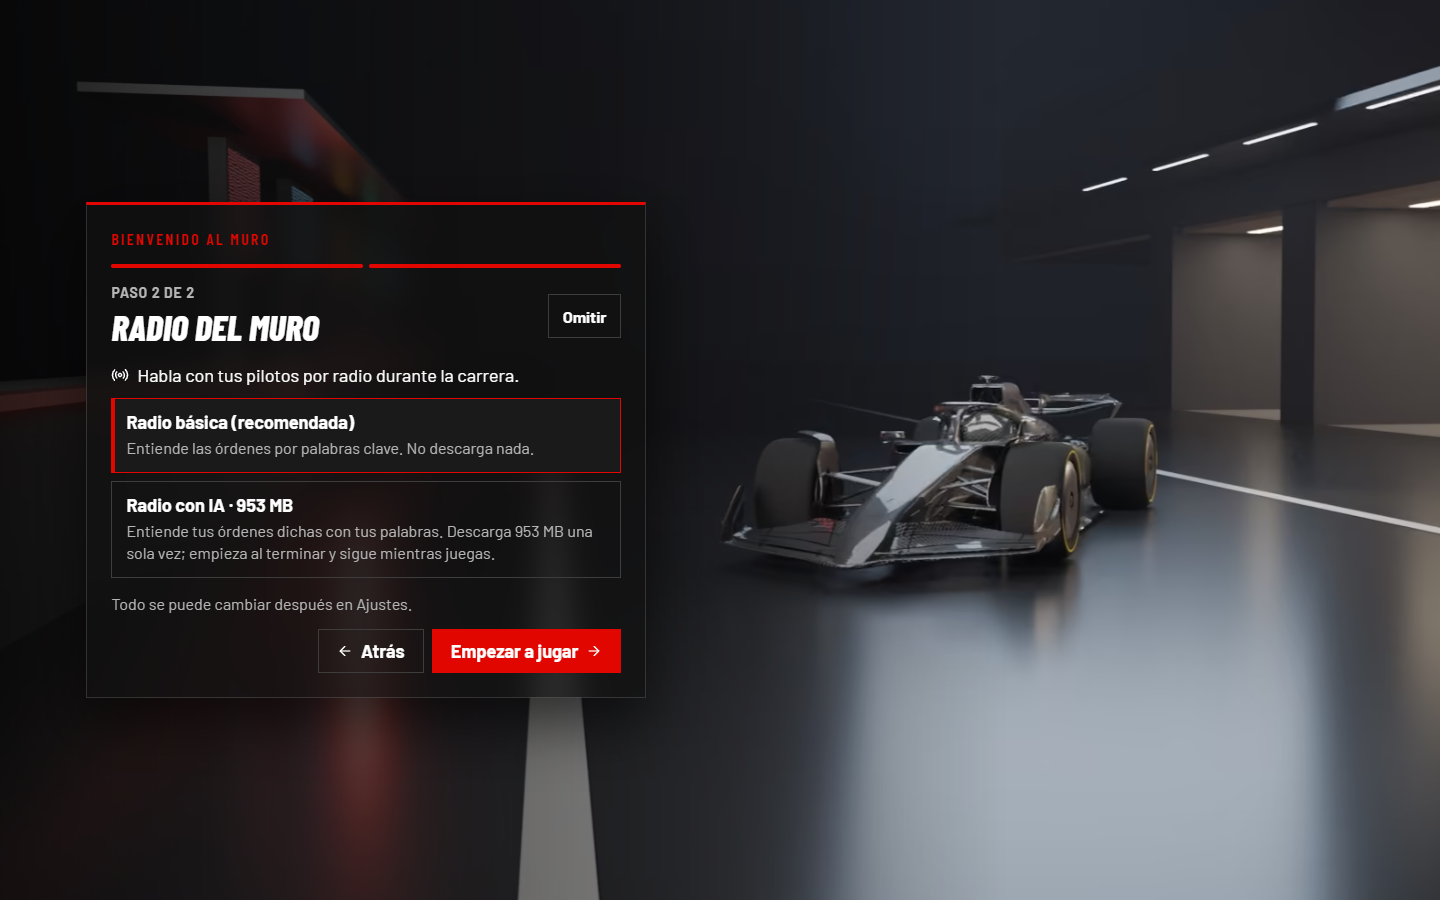 BIENVENIDO AL MURO
PASO 2 DE 2
RADIO DEL MURO
Omitir
Habla con tus pilotos por radio durante la carrera.
Radio básica (recomendada)
Entiende las órdenes por palabras clave. No descarga nada.
Radio con IA · 953 MB
Entiende tus órdenes dichas con tus palabras. Descarga 953 MB una
sola vez; empieza al terminar y sigue mientras juegas.
Todo se puede cambiar después en Ajustes.
← Atrás
Empezar a jugar →